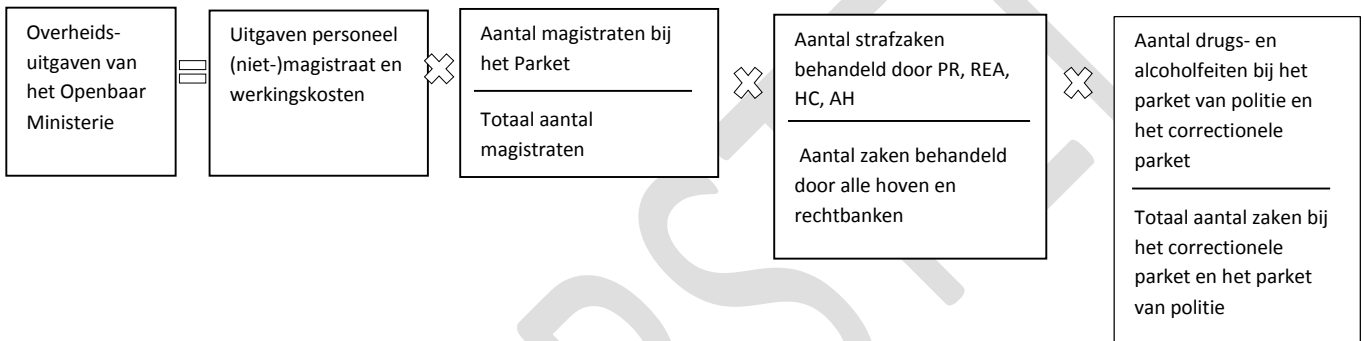 Overheids-
uitgaven van
het Openbaar
Ministerie
=
Uitgaven personeel
(niet-)magistraat en
werkingskosten
Aantal magistraten bij
het Parket
Totaal aantal
magistraten
Aantal strafzaken
behandeld door PR, REA,
HC, AH
Aantal zaken behandeld
door alle hoven en
rechtbanken
Aantal drugs- en
alcoholfeiten bij het
parket van politie en
het correctionele
parket
Totaal aantal zaken bij
het correctionele
parket en het parket
van politie